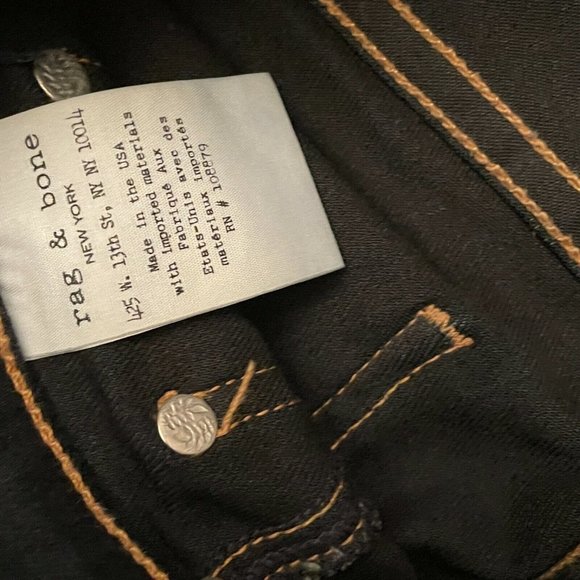 rag & bone
NEW YORK
425 W. 13th St, NY NY 10014
Made in the USA
with Imported materials
Fabriqué Aux
Etats-Unis avec des
matériaux importés
RN # 108879